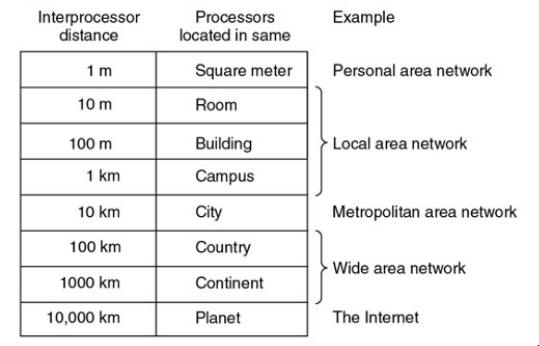 Interprocessor Processors Example
distance located in same
1 m Square meter Personal area network
10 m Room
100 m Building Local area network
1 km Campus
10 km City Metropolitan area network
100 km Country
Wide area network
1000 km Continent
10,000 km Planet The Internet